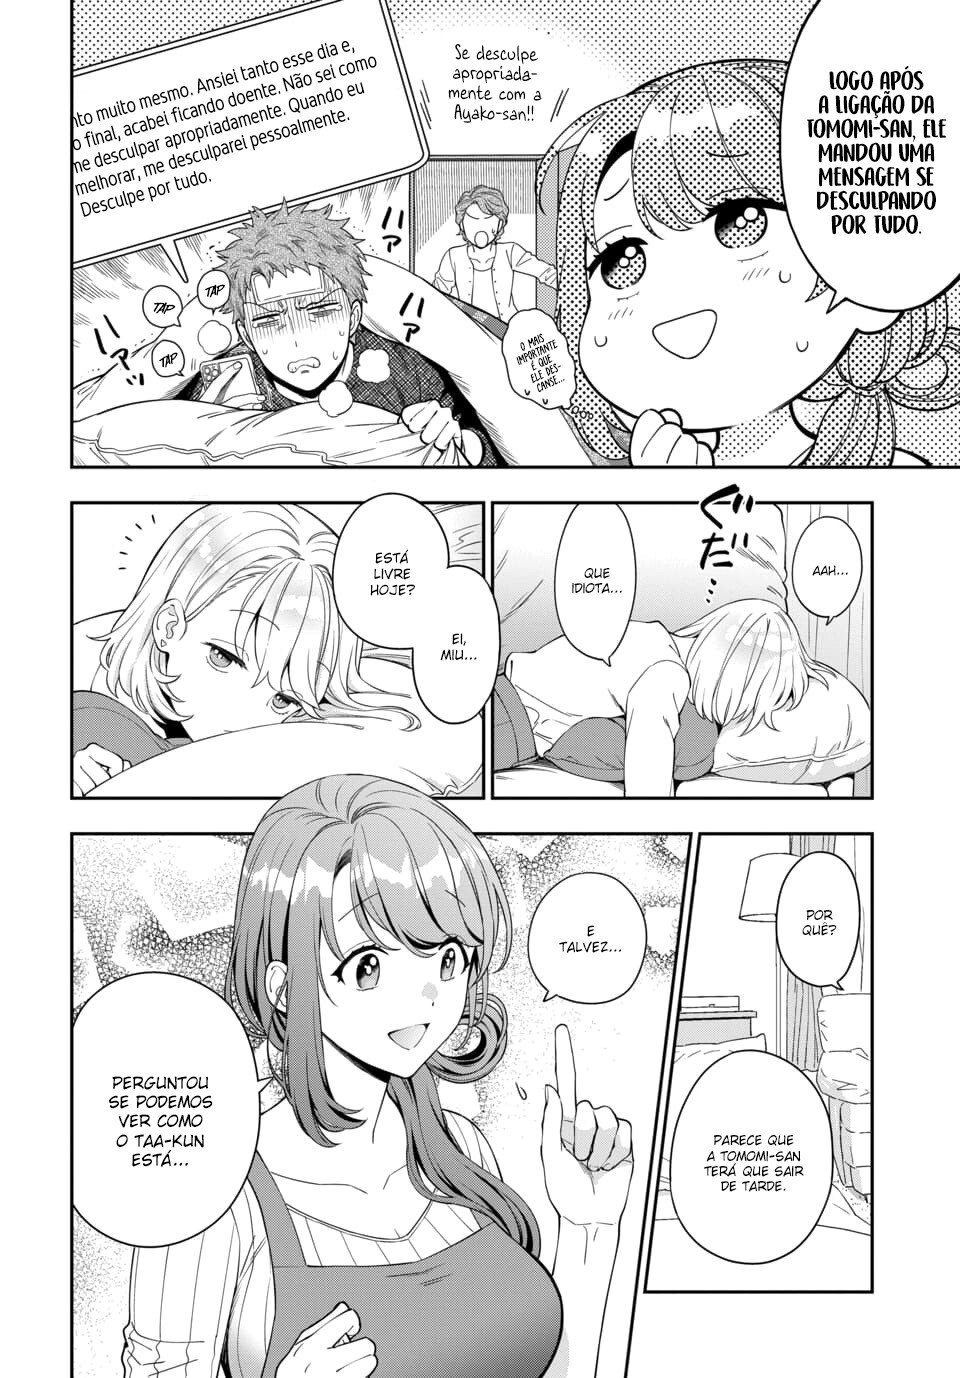 LOGO APÓS
A LIGAÇÃO DA
TOMOMI-SAN, ELE
MANDOU UMA
MENSAGEM SE
DESCULPANDO
POR TUDO.
Se desculpe
apropriada-
mente com a
Ayako-san!!
nto muito mesmo. Ansiei tanto esse dia e,
o final, acabei ficando doente. Não sei como
me desculpar apropriadamente. Quando eu
melhorar, me desculparei pessoalmente.
Desculpe por tudo.
O MAIS
IMPORTANTE
É QUE
ELE DES-
CANSE...
ハァ
TAP
TAP
TAP
ハァッ
AAH...
ぐだ…
QUE
IDIOTA...
ESTÁ
LIVRE
HOJE?
EI,
MIU...
POR
QUÊ?
PARECE QUE
A TOMOMI-SAN
TERÁ QUE SAIR
DE TARDE.
E
TALVEZ...
PERGUNTOU
SE PODEMOS
VER COMO
O TAA-KUN
ESTÁ...